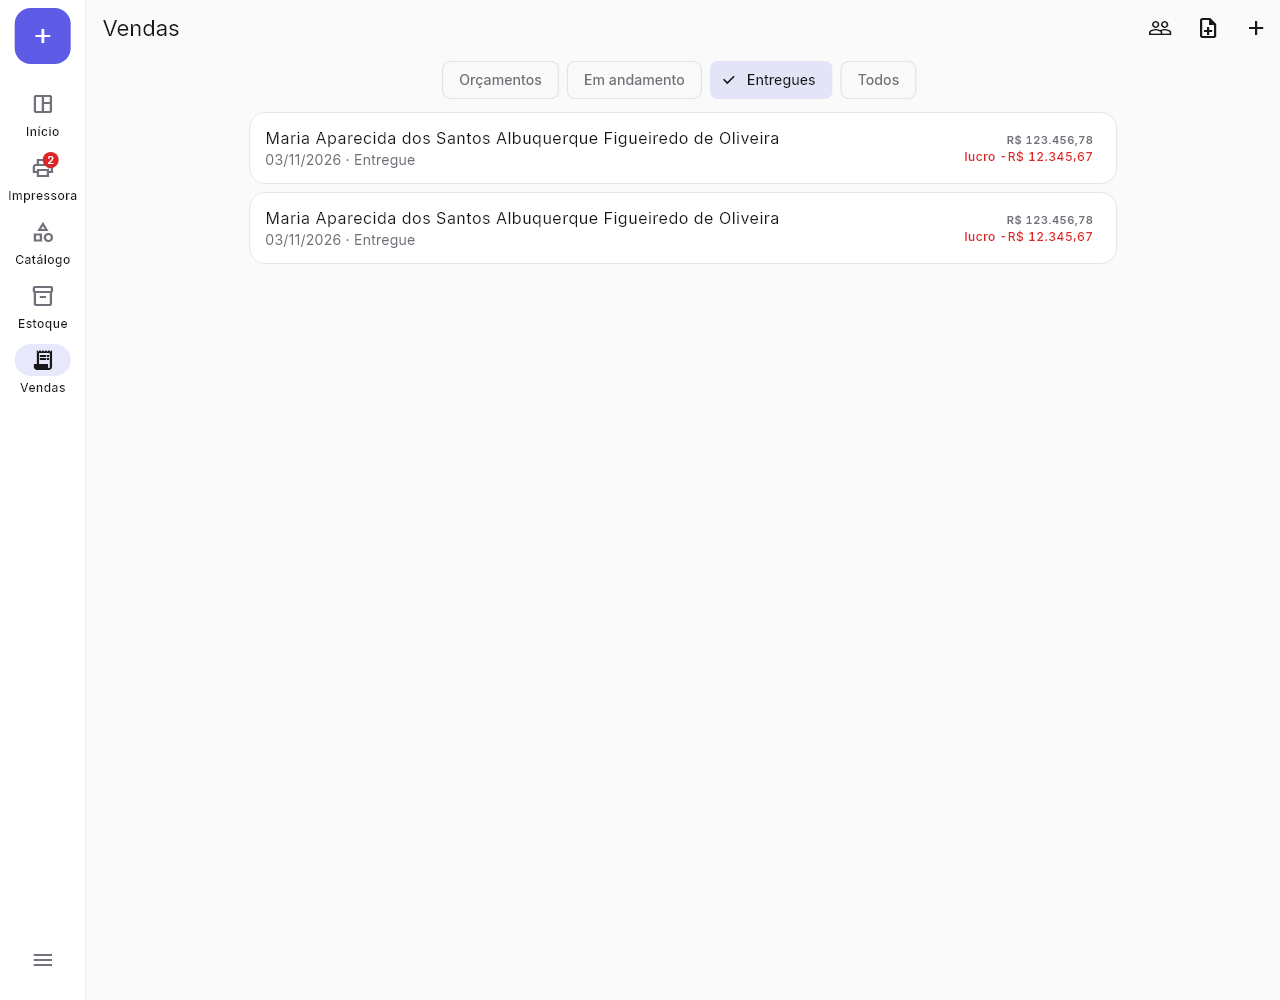 Vendas
Início
2
Impressora
Catálogo
Estoque
Vendas
Orçamentos
Em andamento
Entregues
Todos
Maria Aparecida dos Santos Albuquerque Figueiredo de Oliveira
03/11/2026 · Entregue
R$ 123.456,78
lucro -R$ 12.345,67
Maria Aparecida dos Santos Albuquerque Figueiredo de Oliveira
03/11/2026 · Entregue
R$ 123.456,78
lucro -R$ 12.345,67